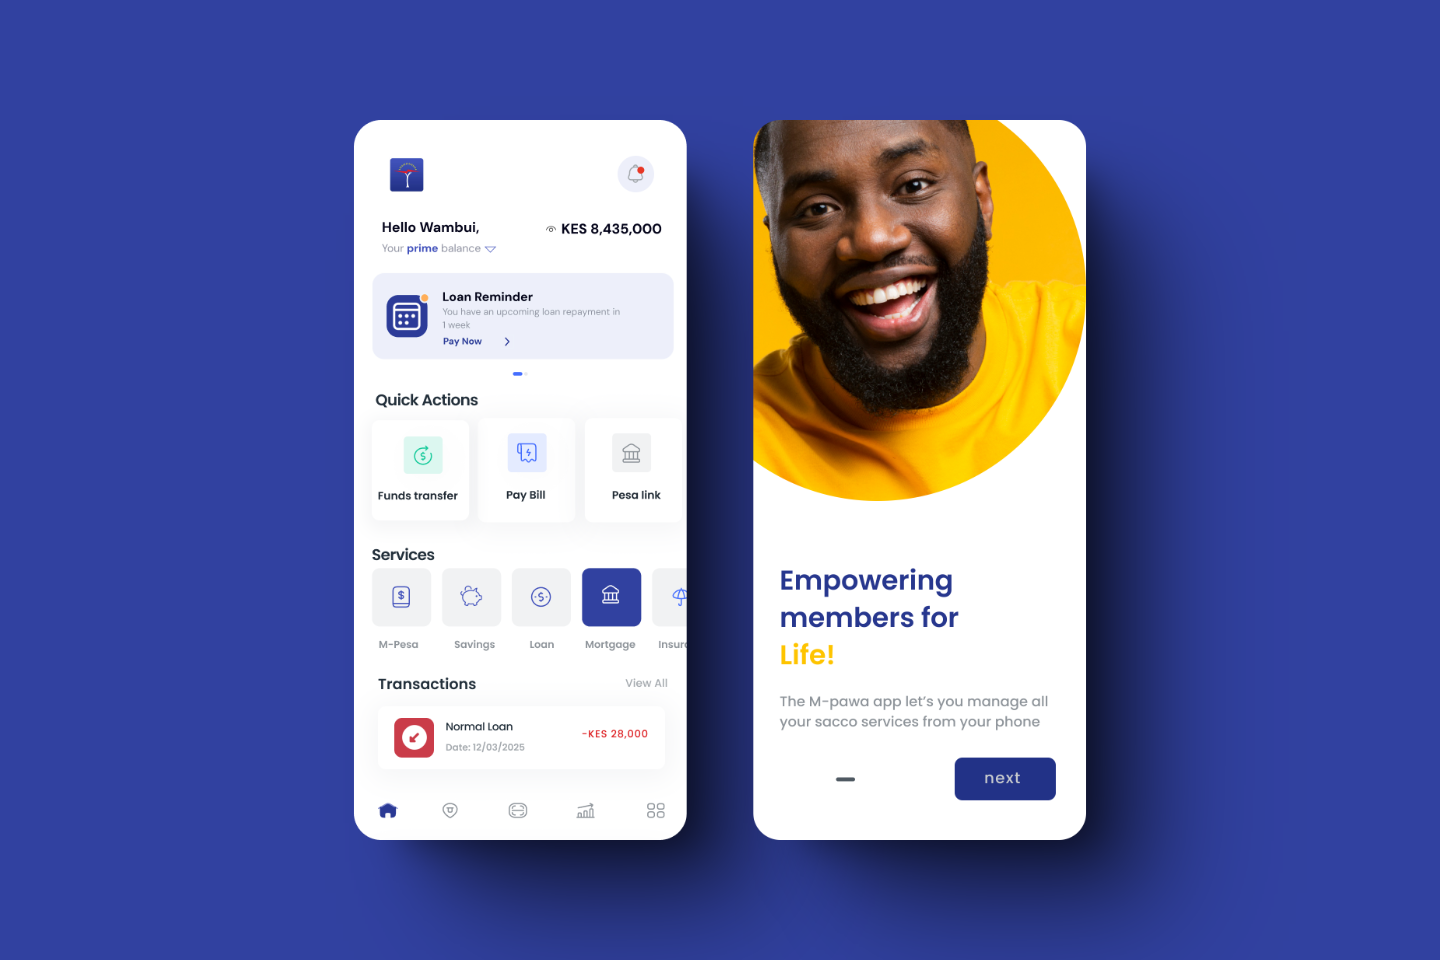 Hello Wambui,
KES 8,435,000
Your prime balance
Loan Reminder
You have an upcoming loan repayment in
1 week
Pay Now
Quick Actions
Funds transfer
Pay Bill
Pesa link
Services
M-Pesa
Savings
Loan
Mortgage
Insur
Transactions
View All
Normal Loan
-KES 28,000
Date: 12/03/2025
Empowering
members for
Life!
The M-pawa app let's you manage all
your sacco services from your phone
next